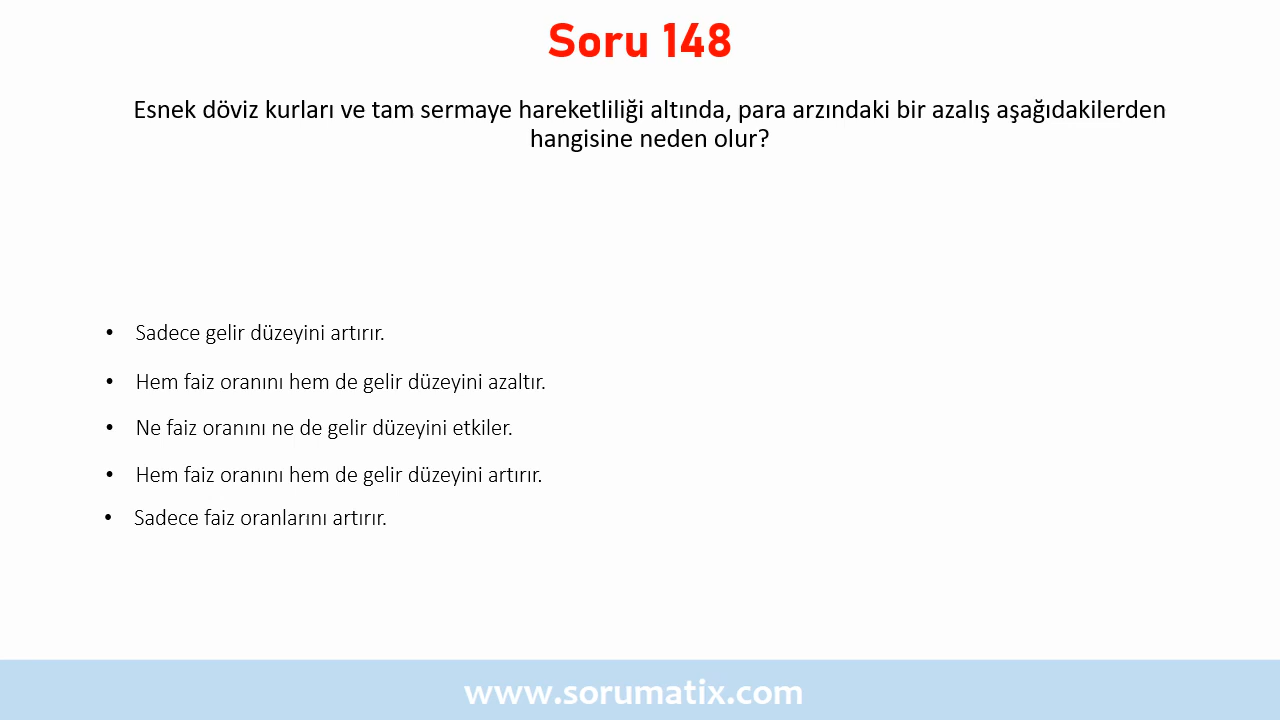 Soru 148
Esnek döviz kurları ve tam sermaye hareketliliği altında, para arzındaki bir azalış aşağıdakilerden
hangisine neden olur?
• Sadece gelir düzeyini artırır.
• Hem faiz oranını hem de gelir düzeyini azaltır.
• Ne faiz oranını ne de gelir düzeyini etkiler.
• Hem faiz oranını hem de gelir düzeyini artırır.
• Sadece faiz oranlarını artırır.
www.sorumatix.com